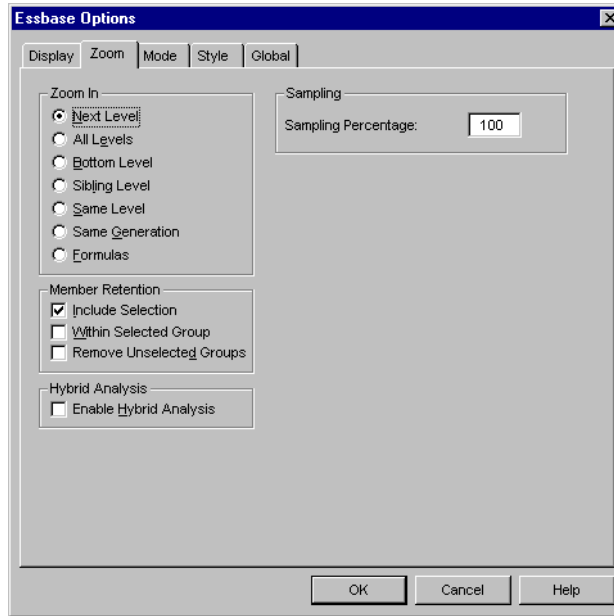 Essbase Options
Display Zoom Mode Style Global
Zoom In
Next Level
All Levels
Bottom Level
Sibling Level
Same Level
Same Generation
Formulas
Member Retention
Include Selection
Within Selected Group
Remove Unselected Groups
Hybrid Analysis
Enable Hybrid Analysis
Sampling
Sampling Percentage: 100
OK Cancel Help